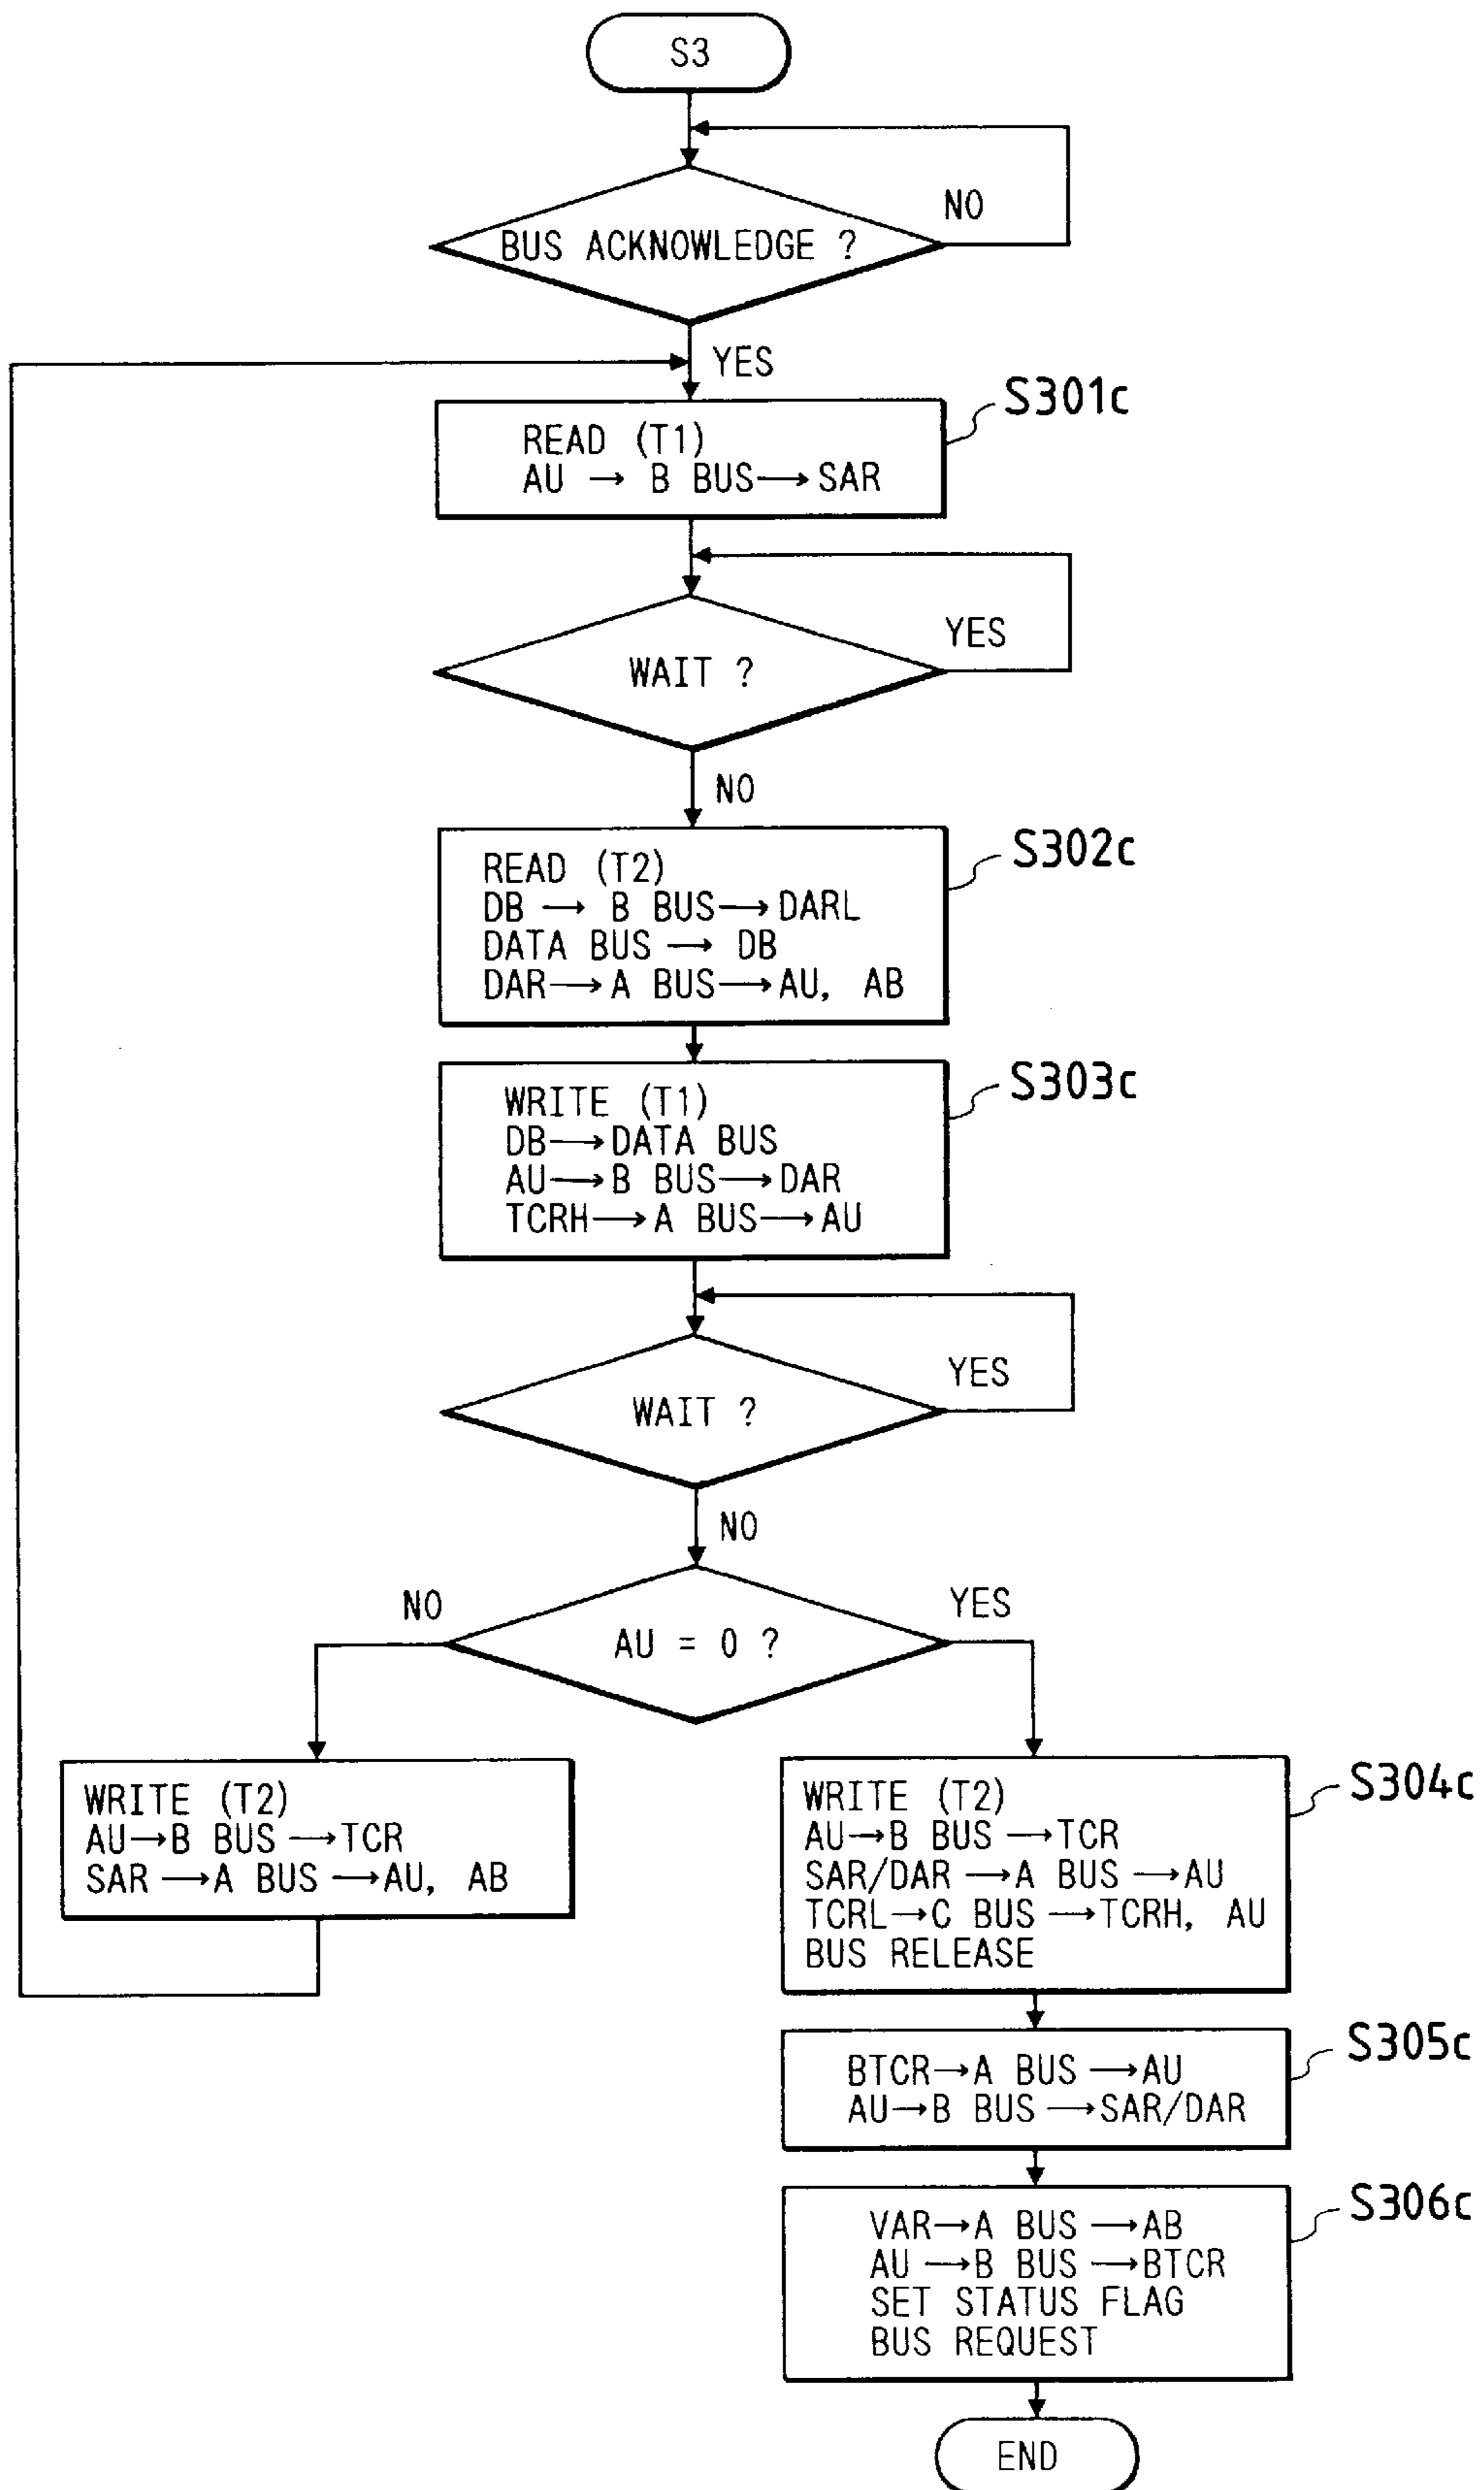 S3
NO
BUS ACKNOWLEDGE ?
YES
S301c
READ (T1)
AU → B BUS → SAR
YES
WAIT ?
NO
S302c
READ (T2)
DB → B BUS → DARL
DATA BUS → DB
DAR → A BUS → AU, AB
S303c
WRITE (T1)
DB → DATA BUS
AU → B BUS → DAR
TCRH → A BUS → AU
YES
WAIT ?
NO
NO
YES
AU = 0 ?
WRITE (T2)
AU → B BUS → TCR
SAR → A BUS → AU, AB
S304c
WRITE (T2)
AU → B BUS → TCR
SAR/DAR → A BUS → AU
TCRL → C BUS → TCRH, AU
BUS RELEASE
S305c
BTCR → A BUS → AU
AU → B BUS → SAR/DAR
S306c
VAR → A BUS → AB
AU → B BUS → BTCR
SET STATUS FLAG
BUS REQUEST
END